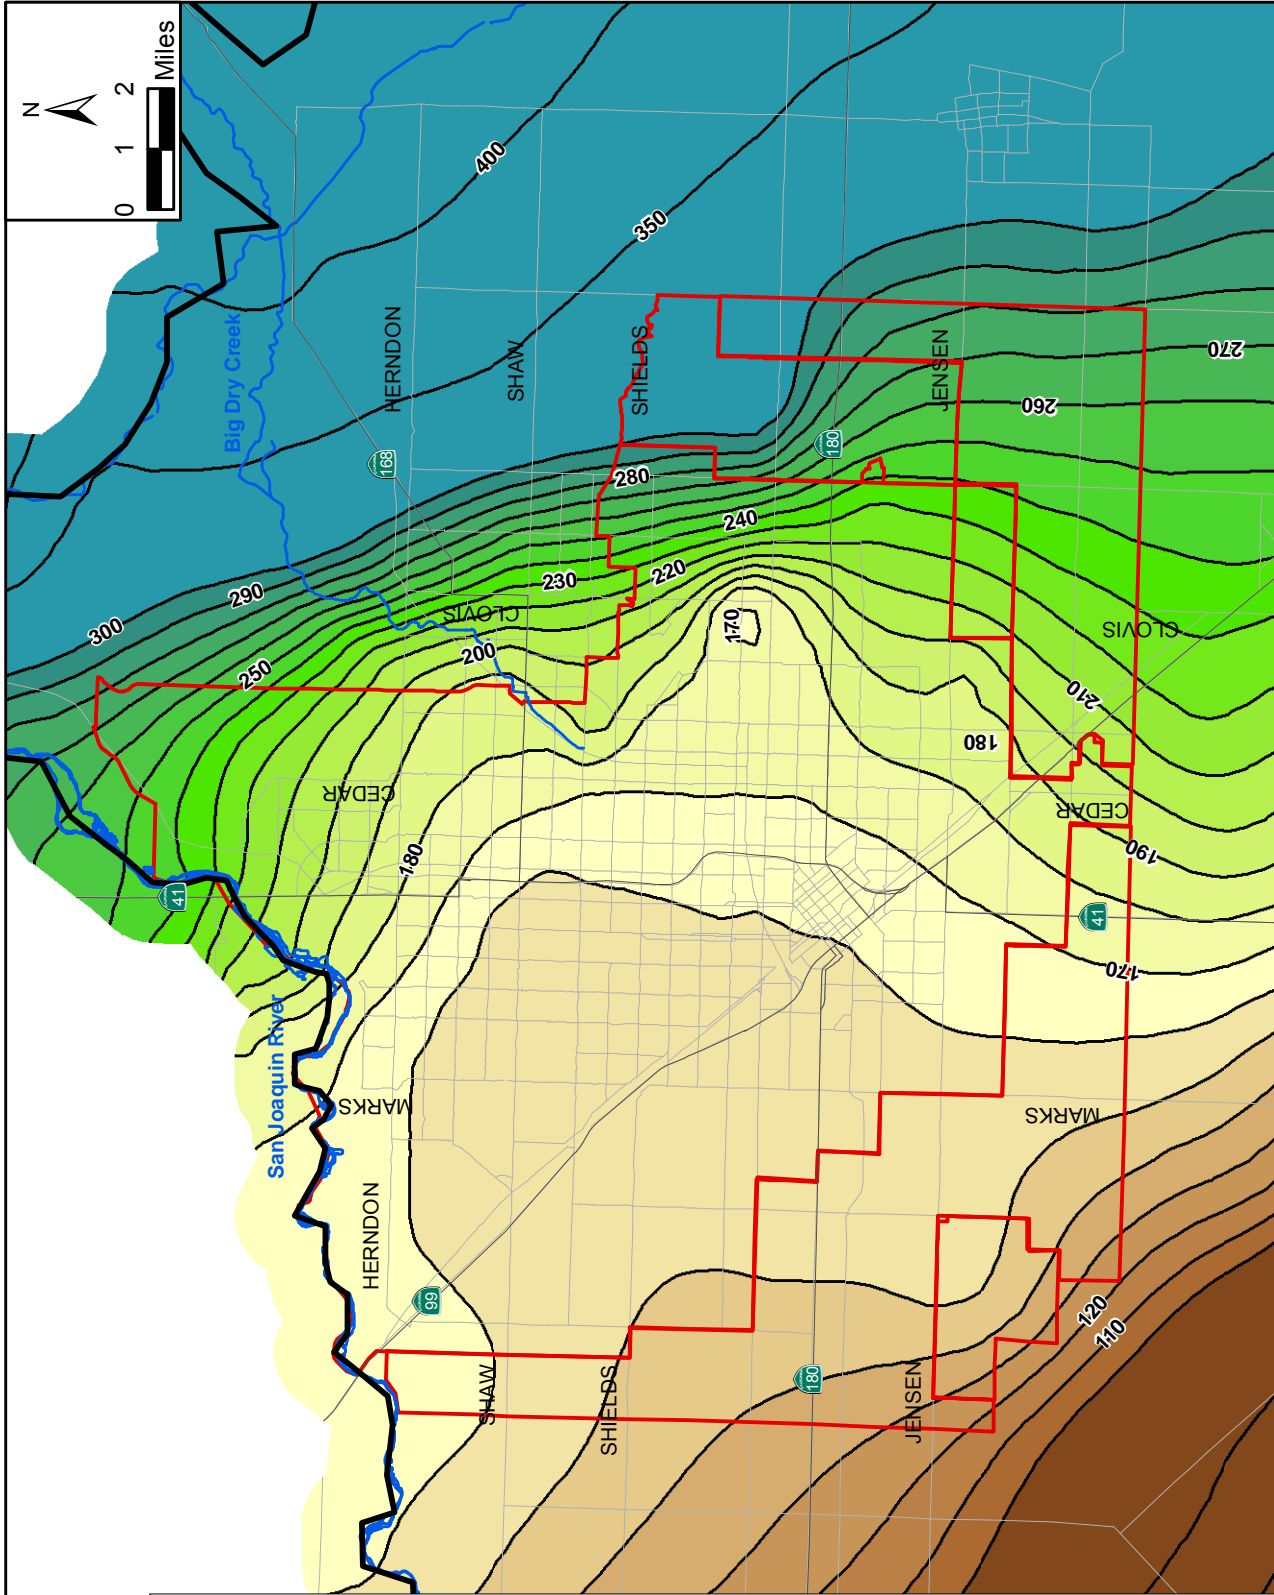 N
0 1 2
Miles
400
350
Big Dry Creek
HERNDON
SHAW
SHIELDS
JENSEN
270
260
168
180
280
240
300
290
250
230
220
CLOVIS
200
170
CLOVIS
210
180
CEDAR
CEDAR
180
190
41
41
170
San Joaquin River
MARKS
MARKS
HERNDON
99
120
110
SHAW
SHIELDS
180
JENSEN